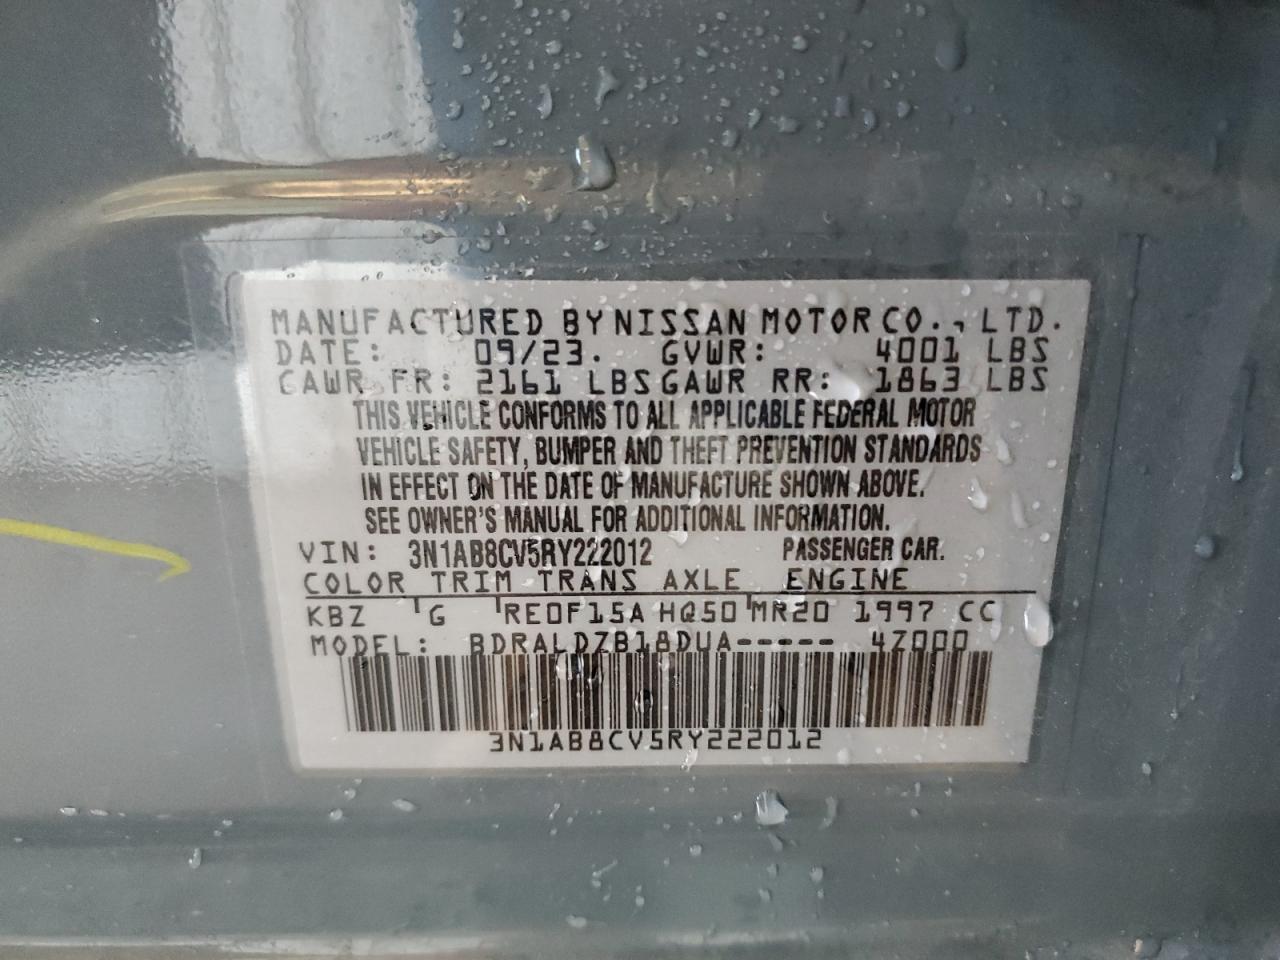 MANUFACTURED BY NISSAN MOTOR CO., LTD.
DATE: 09/23. GVWR: 4001 LBS
GAWR FR: 2161 LBS GAWR RR: 1863 LBS
THIS VEHICLE CONFORMS TO ALL APPLICABLE FEDERAL MOTOR
VEHICLE SAFETY, BUMPER AND THEFT PREVENTION STANDARDS
IN EFFECT ON THE DATE OF MANUFACTURE SHOWN ABOVE.
SEE OWNER'S MANUAL FOR ADDITIONAL INFORMATION.
VIN: 3N1AB8CV5RY222012 PASSENGER CAR.
COLOR TRIM TRANS AXLE ENGINE
KBZ G RE0F15A HQ50 MR20 1997 CC
MODEL: BDRALDZB18DUA----- 4Z000
3N1AB8CV5RY222012